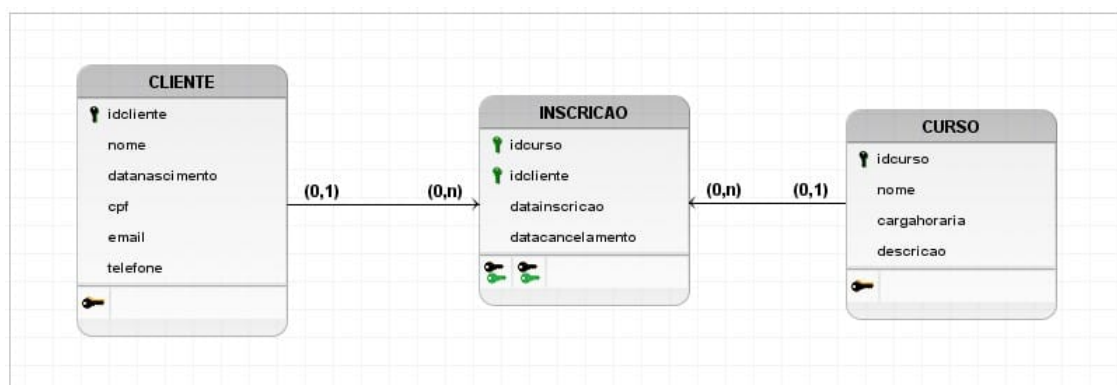 CLIENTE
idcliente
nome
datanascimento
cpf
email
telefone
(0,1)
(0,n)
INSCRICAO
idcurso
idcliente
datainscricao
datacancelamento
(0,n)
(0,1)
CURSO
idcurso
nome
cargahoraria
descricao